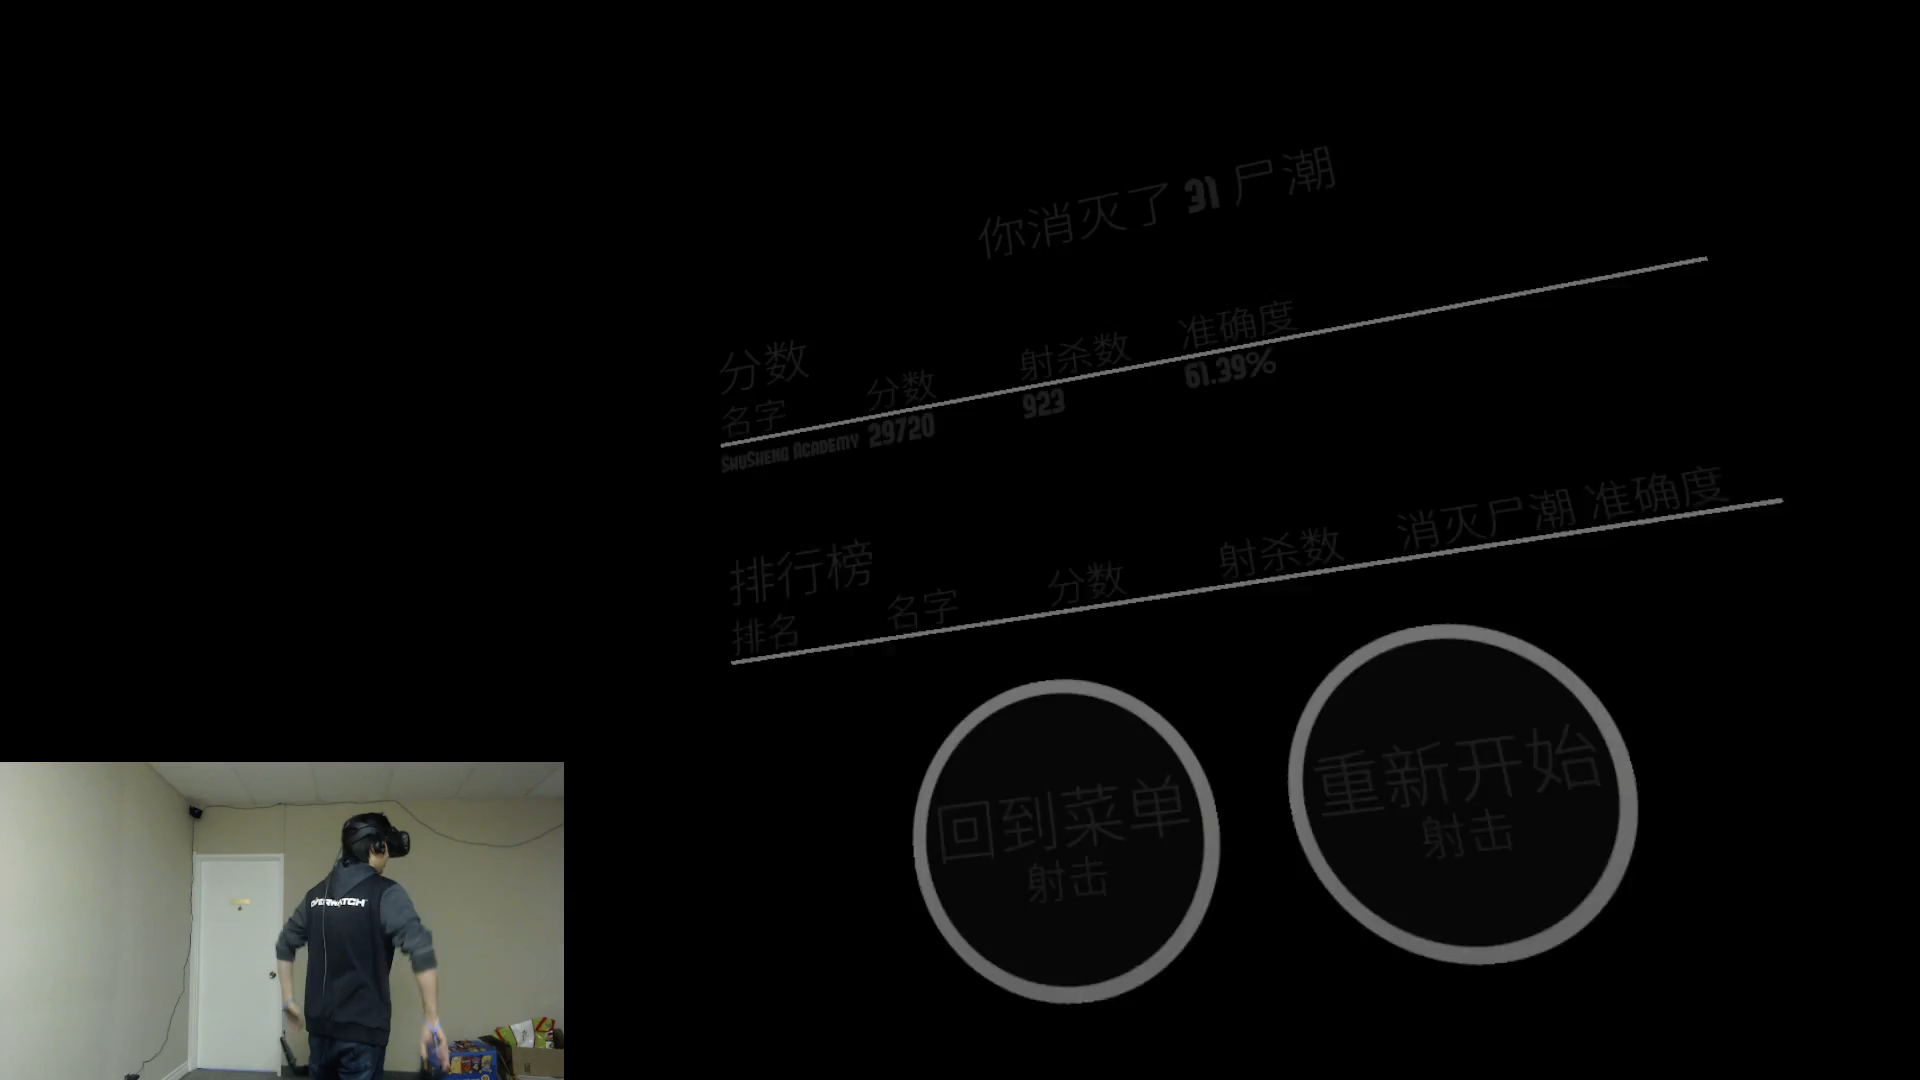 你消灭了 31 尸潮
分数
名字 分数 射杀数 准确度
ShuSheng Academy 29720 923 61.39%
排行榜
排名 名字 分数 射杀数 消灭尸潮 准确度
回到菜单
射击
重新开始
射击
OVERWATCH